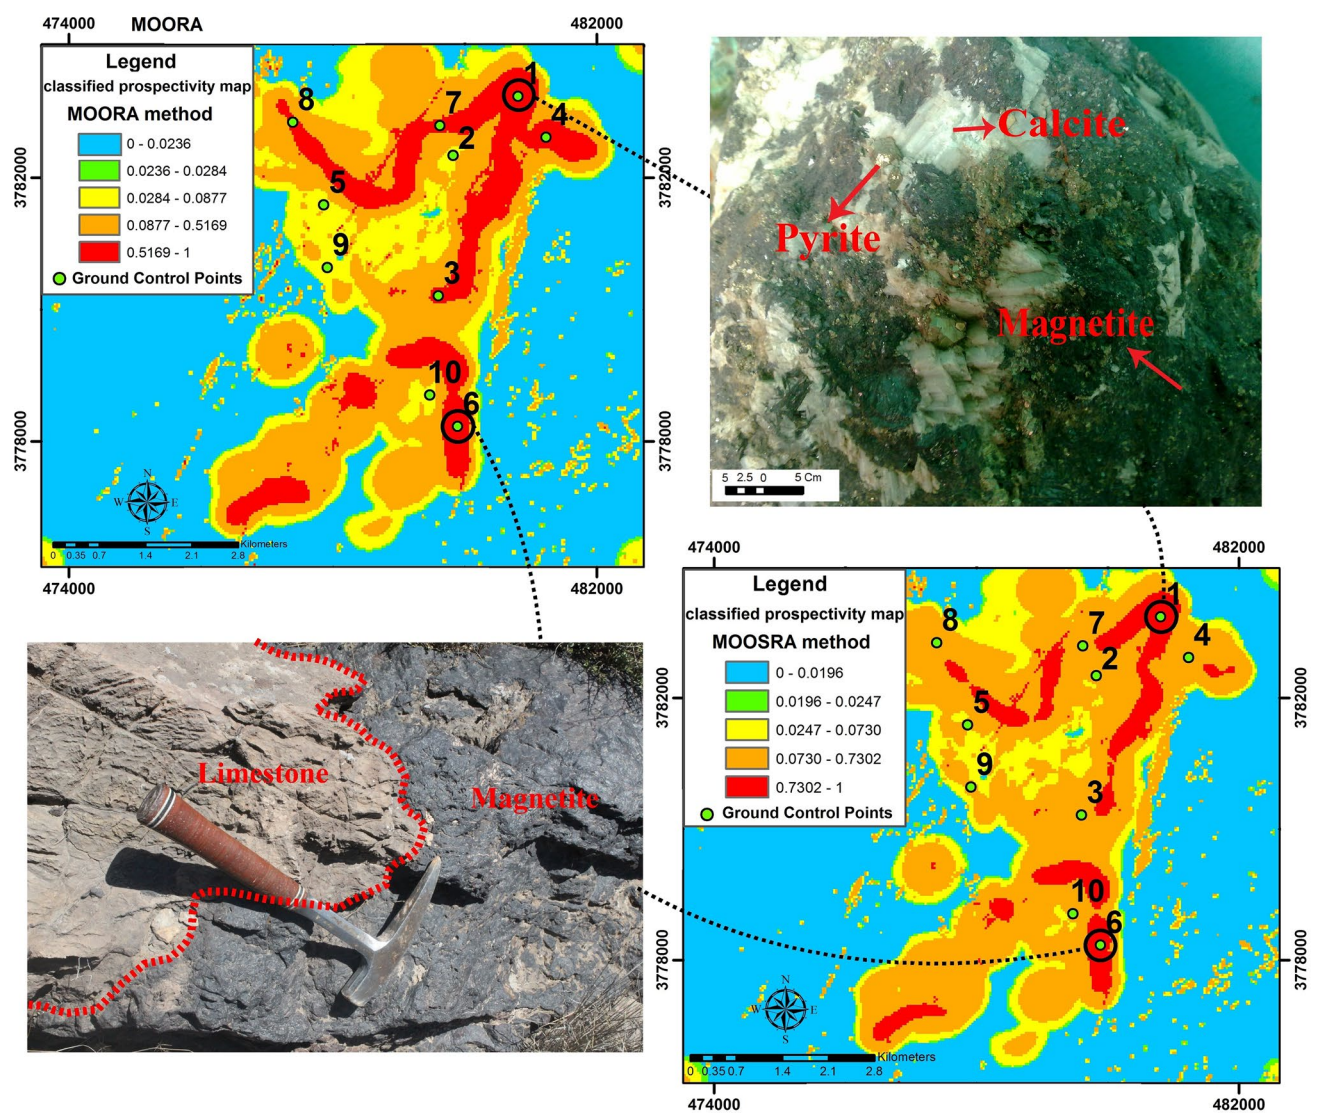 474000
MOORA
482000
Legend
classified prospectivity map
MOORA method
0 - 0.0236
0.0236 - 0.0284
0.0284 - 0.0877
0.0877 - 0.5169
0.5169 - 1
Ground Control Points
1
8
7
4
2
5
9
3
10
6
3782000
3782000
3778000
3778000
N
W
E
S
Kilometers
0 0.35 0.7 1.4 2.1 2.8
474000
482000
Calcite
Pyrite
Magnetite
5 2.5 0 5 Cm
Limestone
Magnetite
474000
482000
Legend
classified prospectivity map
MOOSRA method
0 - 0.0196
0.0196 - 0.0247
0.0247 - 0.0730
0.0730 - 0.7302
0.7302 - 1
Ground Control Points
1
8
7
4
2
5
9
3
10
6
3782000
3782000
3778000
3778000
N
W
E
S
Kilometers
0 0.35 0.7 1.4 2.1 2.8
474000
482000